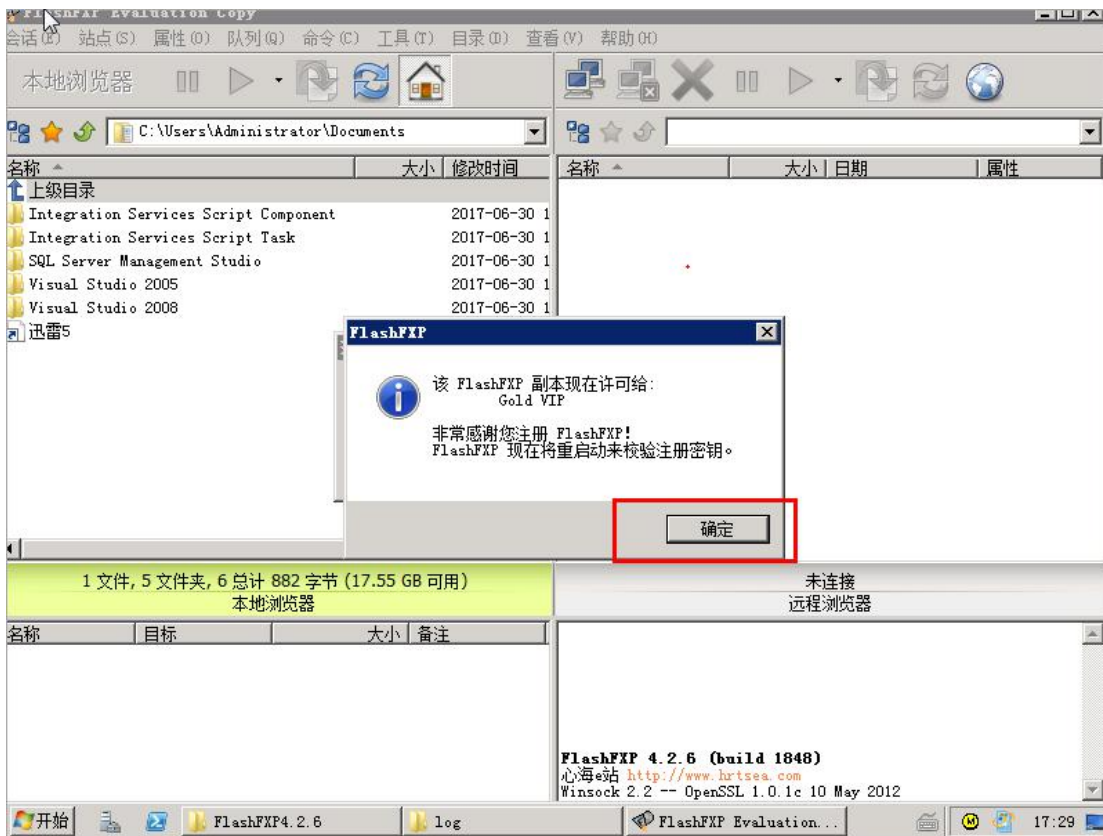 FlashFXP Evaluation Copy
会话(E) 站点(S) 属性(O) 队列(Q) 命令(C) 工具(T) 目录(D) 查看(V) 帮助(H)
本地浏览器
C:\Users\Administrator\Documents
名称 大小 修改时间
名称 大小 日期 属性
上级目录
Integration Services Script Component 2017-06-30 1
Integration Services Script Task 2017-06-30 1
SQL Server Management Studio 2017-06-30 1
Visual Studio 2005 2017-06-30 1
Visual Studio 2008 2017-06-30 1
迅雷5
FlashFXP
该 FlashFXP 副本现在许可给:
Gold VIP
非常感谢您注册 FlashFXP!
FlashFXP 现在将重启动来校验注册密钥。
确定
1 文件, 5 文件夹, 6 总计 882 字节 (17.55 GB 可用)
本地浏览器
未连接
远程浏览器
名称 目标 大小 备注
FlashFXP 4.2.6 (build 1848)
心海e站 http://www.hrtsea.com
Winsock 2.2 -- OpenSSL 1.0.1c 10 May 2012
开始 FlashFXP4.2.6 log FlashFXP Evaluation... 17:29